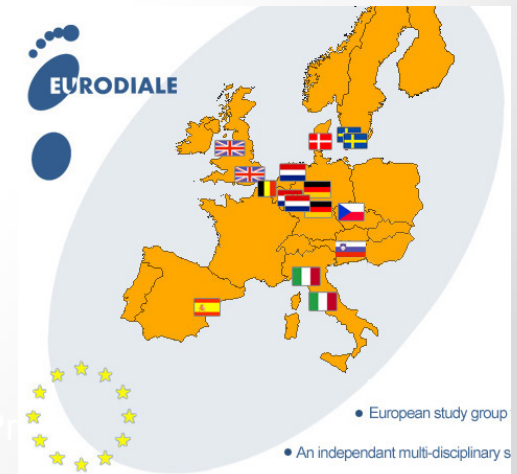 EURODIALE
● European study group
● An independant multi-disciplinary s